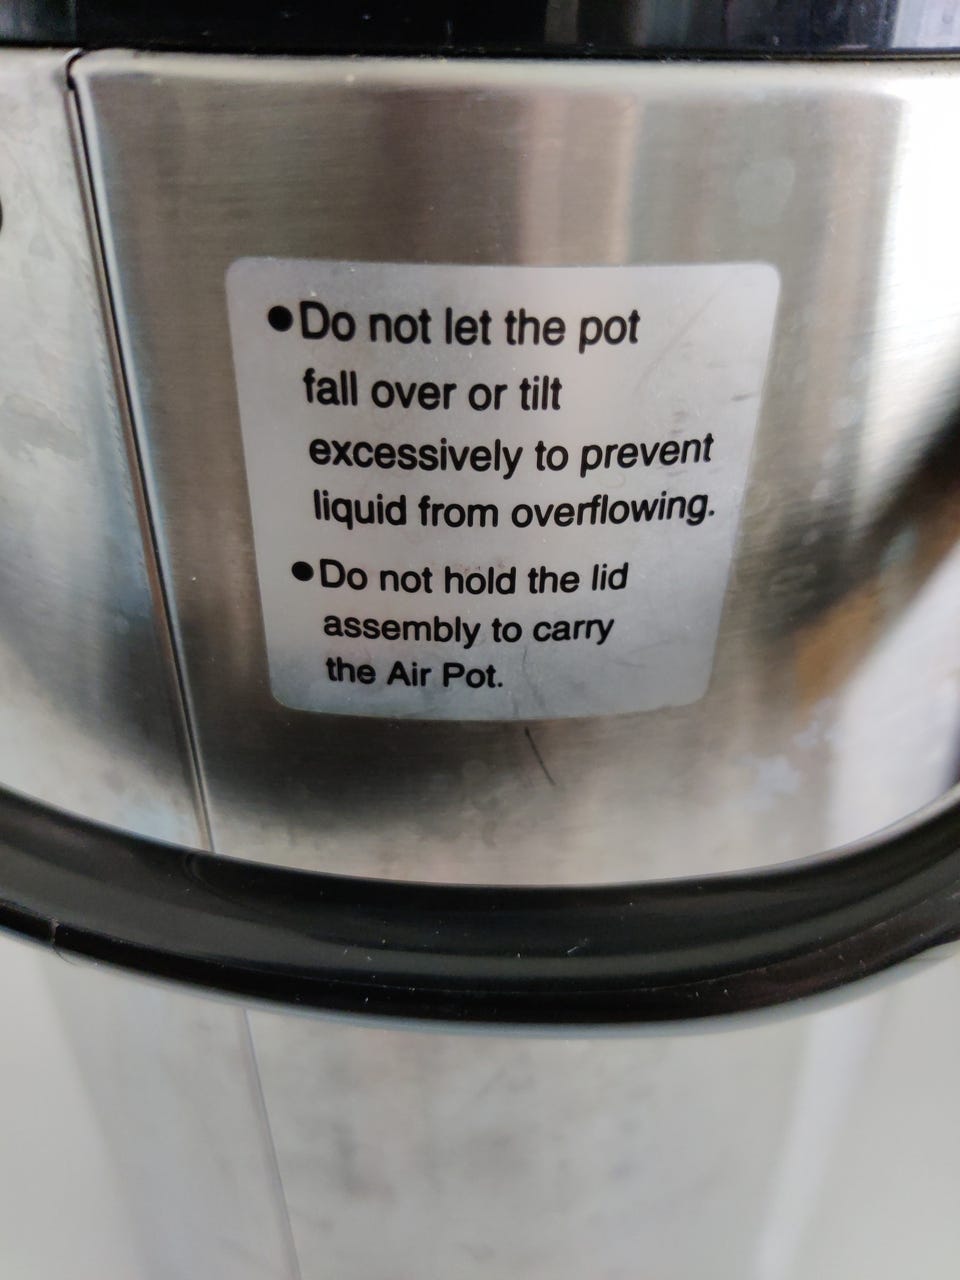 ●Do not let the pot
fall over or tilt
excessively to prevent
liquid from overflowing.
●Do not hold the lid
assembly to carry
the Air Pot.